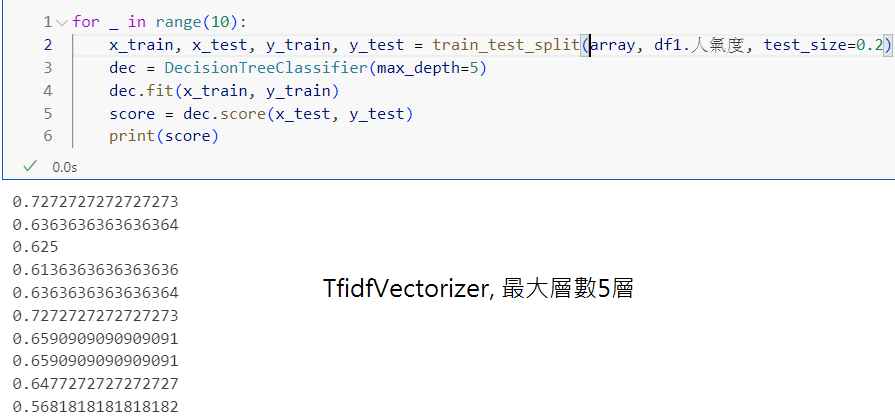 1 for _ in range(10):
2 x_train, x_test, y_train, y_test = train_test_split(array, df1.人氣度, test_size=0.2)
3 dec = DecisionTreeClassifier(max_depth=5)
4 dec.fit(x_train, y_train)
5 score = dec.score(x_test, y_test)
6 print(score)
0.0s
0.7272727272727273
0.6363636363636364
0.625
0.6136363636363636
0.6363636363636364
0.7272727272727273
0.6590909090909091
0.6590909090909091
0.6477272727272727
0.5681818181818182
TfidfVectorizer, 最大層數5層